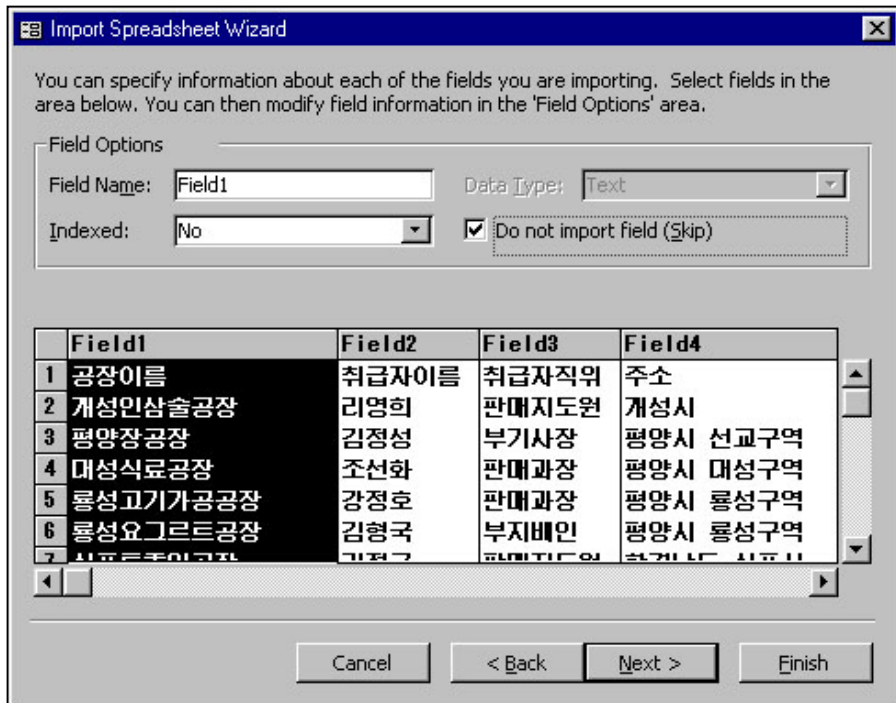 Import Spreadsheet Wizard
You can specify information about each of the fields you are importing. Select fields in the
area below. You can then modify field information in the 'Field Options' area.
Field Options
Field Name: Field1 Data Type: Text
Indexed: No Do not import field (Skip)
Field1 Field2 Field3 Field4
1 공장이름 취급자이름 취급자직위 주소
2 개성인삼술공장 리영희 판매지도원 개성시
3 평양장공장 김정성 부기사장 평양시 선교구역
4 대성식료공장 조선화 판매과장 평양시 대성구역
5 룡성고기가공공장 강정호 판매과장 평양시 룡성구역
6 룡성요그르트공장 김형국 부지배인 평양시 룡성구역
7
Cancel < Back Next > Finish